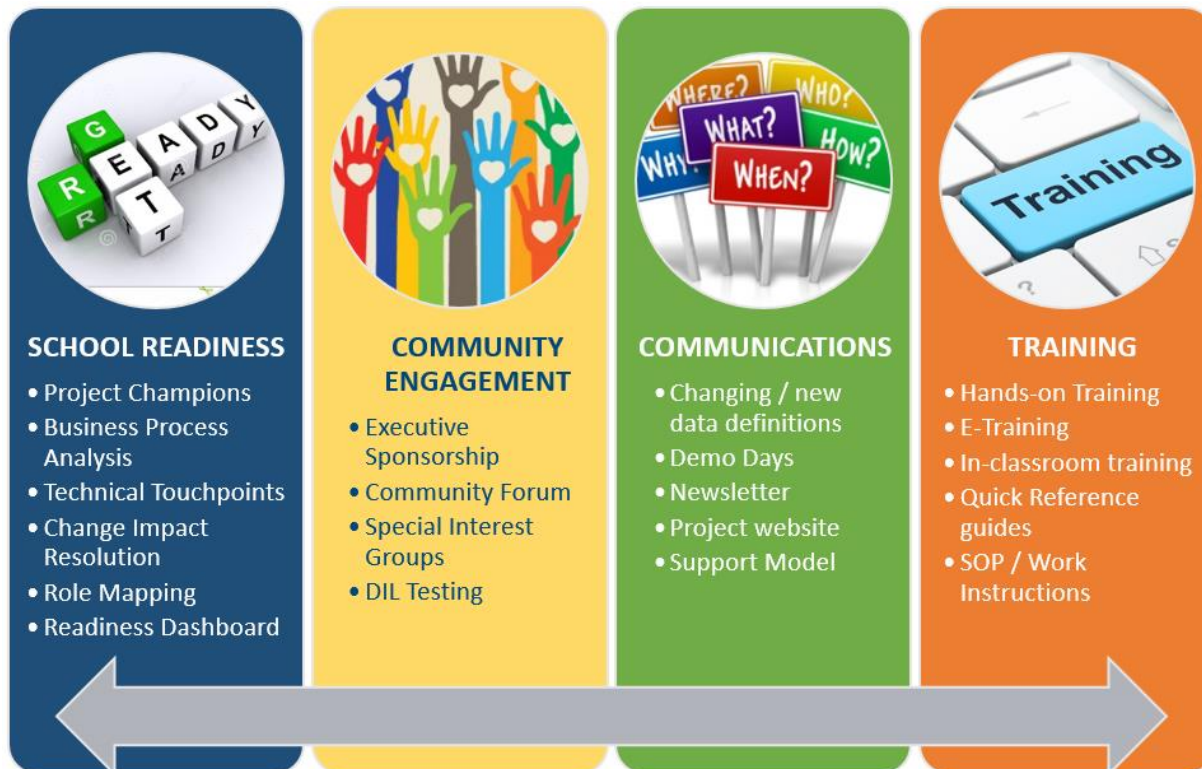 G
READY
R
T
WHERE?
WHO?
WHAT?
WHY?
HOW?
WHEN?
Training
?
SCHOOL READINESS
• Project Champions
• Business Process
Analysis
• Technical Touchpoints
• Change Impact
Resolution
• Role Mapping
• Readiness Dashboard
COMMUNITY
ENGAGEMENT
• Executive
Sponsorship
• Community Forum
• Special Interest
Groups
• DIL Testing
COMMUNICATIONS
• Changing / new
data definitions
• Demo Days
• Newsletter
• Project website
• Support Model
TRAINING
• Hands-on Training
• E-Training
• In-classroom training
• Quick Reference
guides
• SOP / Work
Instructions